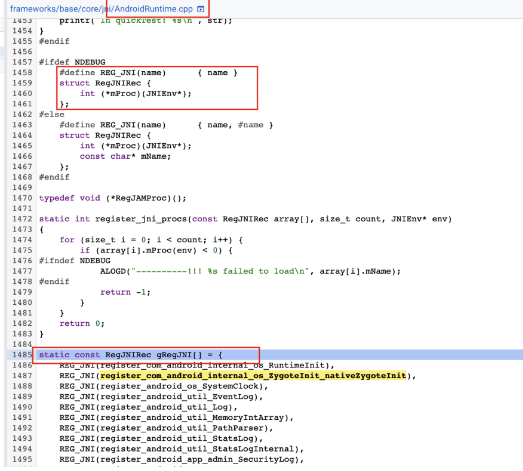 frameworks/base/core/jni/AndroidRuntime.cpp
1453 printf("In quickTest! %s\n", str);
1454 }
1455 #endif
1456
1457 #ifdef NDEBUG
1458 #define REG_JNI(name) { name }
1459 struct RegJNIRec {
1460 int (*mProc)(JNIEnv*);
1461 };
1462 #else
1463 #define REG_JNI(name) { name, #name }
1464 struct RegJNIRec {
1465 int (*mProc)(JNIEnv*);
1466 const char* mName;
1467 };
1468 #endif
1469
1470 typedef void (*RegJAMProc)();
1471
1472 static int register_jni_procs(const RegJNIRec array[], size_t count, JNIEnv* env)
1473 {
1474 for (size_t i = 0; i < count; i++) {
1475 if (array[i].mProc(env) < 0) {
1476 #ifndef NDEBUG
1477 ALOGD("----------!!! %s failed to load\n", array[i].mName);
1478 #endif
1479 return -1;
1480 }
1481 }
1482 return 0;
1483 }
1484
1485 static const RegJNIRec gRegJNI[] = {
1486 REG_JNI(register_com_android_internal_os_RuntimeInit),
1487 REG_JNI(register_com_android_internal_os_ZygoteInit_nativeZygoteInit),
1488 REG_JNI(register_android_os_SystemClock),
1489 REG_JNI(register_android_util_EventLog),
1490 REG_JNI(register_android_util_Log),
1491 REG_JNI(register_android_util_MemoryIntArray),
1492 REG_JNI(register_android_util_PathParser),
1493 REG_JNI(register_android_util_StatsLog),
1494 REG_JNI(register_android_util_StatsLogInternal),
1495 REG_JNI(register_android_app_admin_SecurityLog),